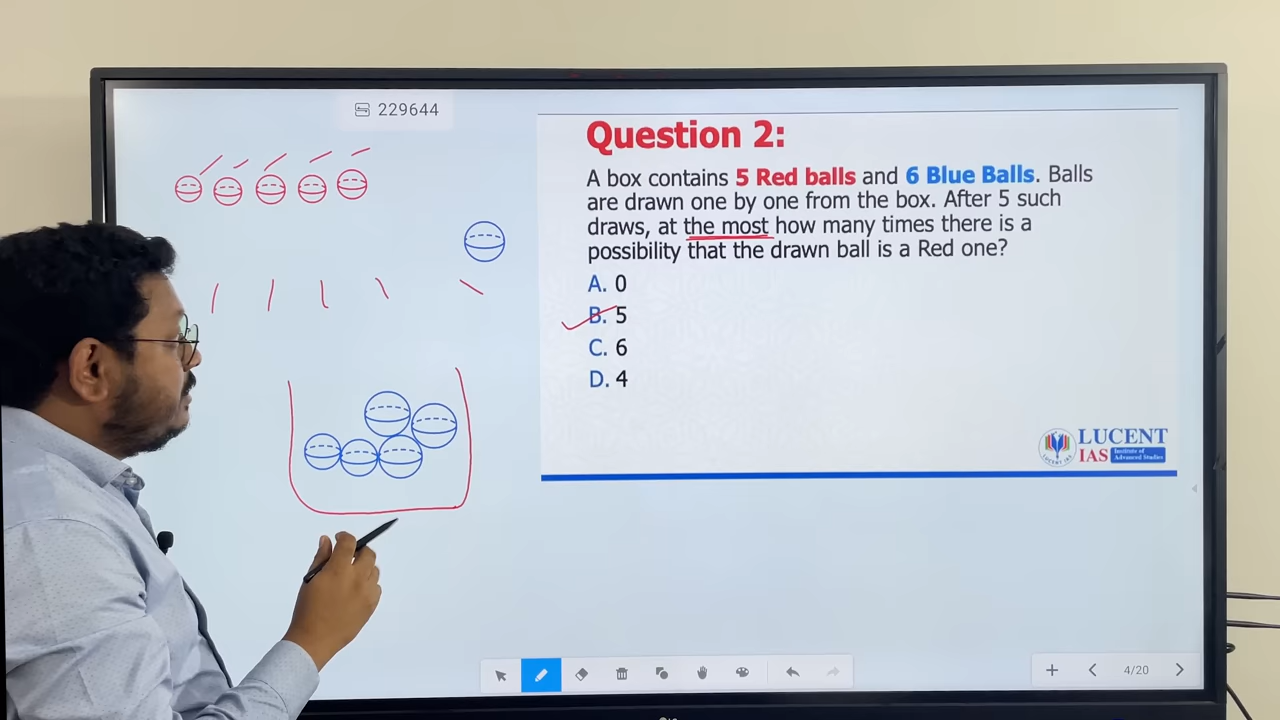 229644
Question 2:
A box contains 5 Red balls and 6 Blue Balls. Balls
are drawn one by one from the box. After 5 such
draws, at the most how many times there is a
possibility that the drawn ball is a Red one?
A. 0
B. 5
C. 6
D. 4
LUCENT
IAS Institute of Advanced Studies
4/20